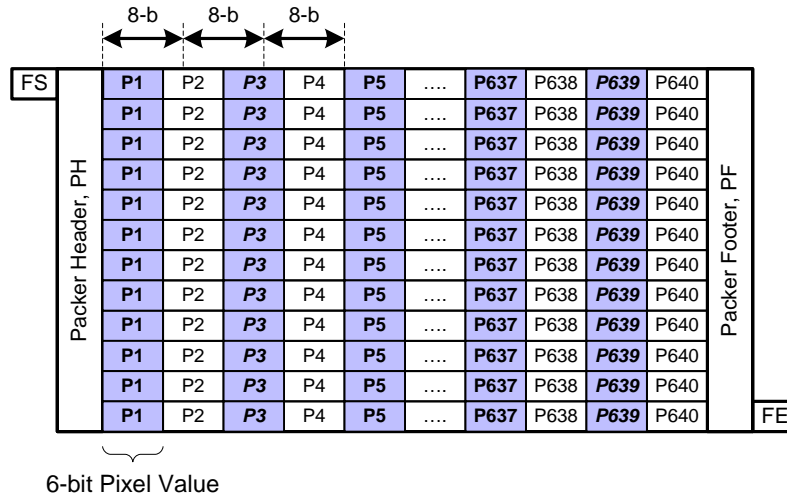 8-b 8-b 8-b
FS P1 P2 P3 P4 P5 .... P637 P638 P639 P640
P1 P2 P3 P4 P5 .... P637 P638 P639 P640
P1 P2 P3 P4 P5 .... P637 P638 P639 P640
P1 P2 P3 P4 P5 .... P637 P638 P639 P640
P1 P2 P3 P4 P5 .... P637 P638 P639 P640
P1 P2 P3 P4 P5 .... P637 P638 P639 P640
P1 P2 P3 P4 P5 .... P637 P638 P639 P640
P1 P2 P3 P4 P5 .... P637 P638 P639 P640
P1 P2 P3 P4 P5 .... P637 P638 P639 P640
P1 P2 P3 P4 P5 .... P637 P638 P639 P640
P1 P2 P3 P4 P5 .... P637 P638 P639 P640
P1 P2 P3 P4 P5 .... P637 P638 P639 P640 FE
Packer Header, PH
Packer Footer, PF
6-bit Pixel Value